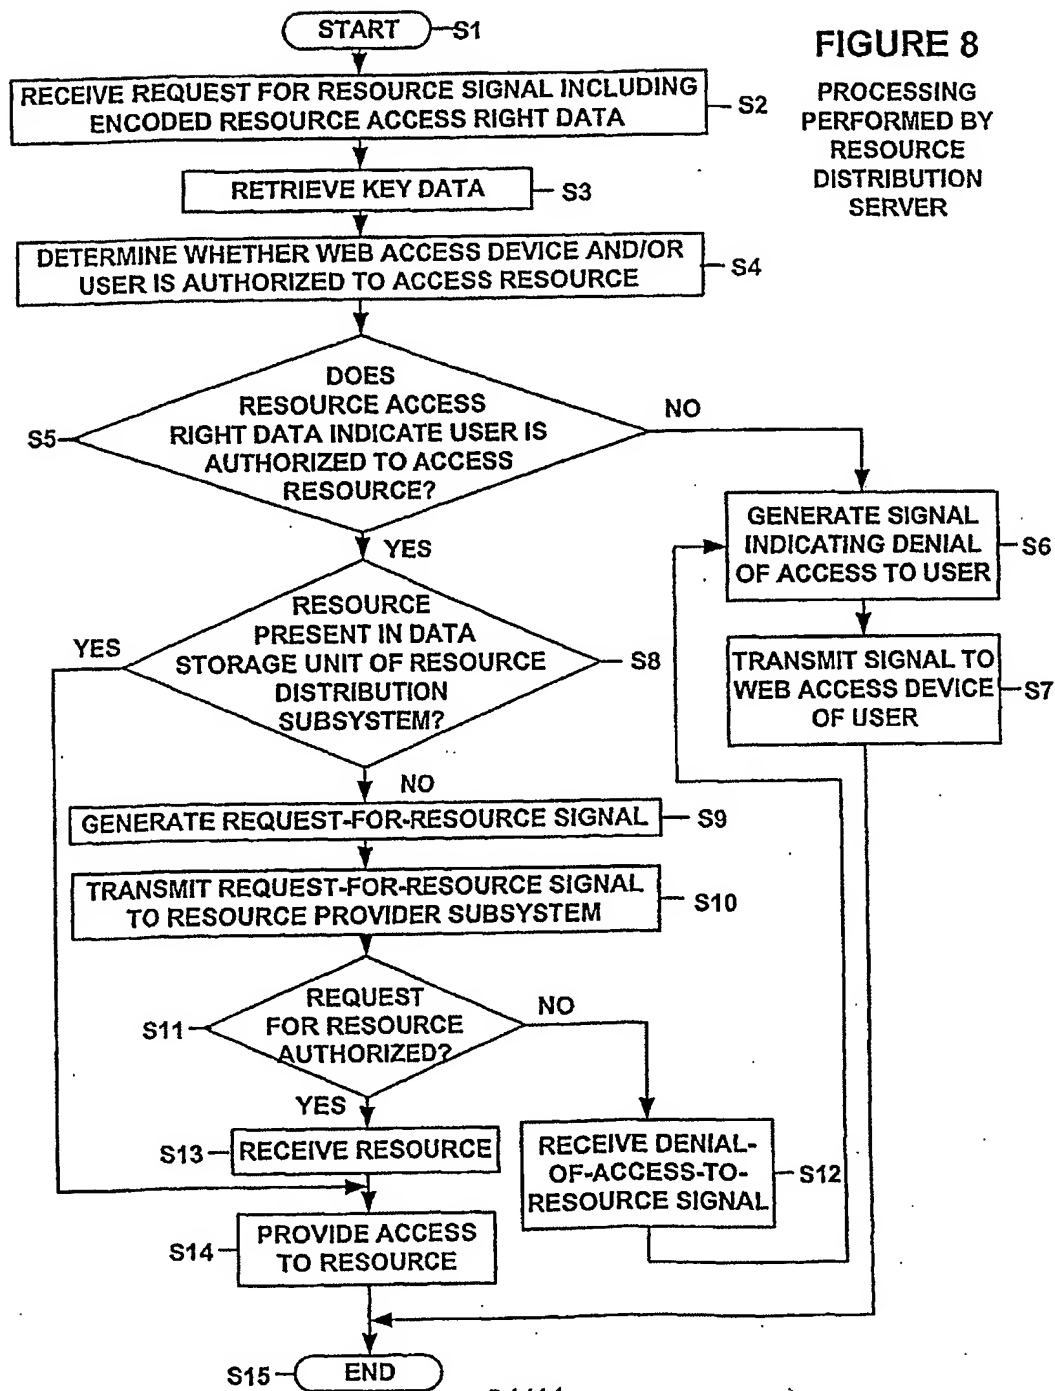 START
S1
FIGURE 8
PROCESSING
PERFORMED BY
RESOURCE
DISTRIBUTION
SERVER
RECEIVE REQUEST FOR RESOURCE SIGNAL INCLUDING
ENCODED RESOURCE ACCESS RIGHT DATA
S2
RETRIEVE KEY DATA
S3
DETERMINE WHETHER WEB ACCESS DEVICE AND/OR
USER IS AUTHORIZED TO ACCESS RESOURCE
S4
DOES
RESOURCE ACCESS
RIGHT DATA INDICATE USER IS
AUTHORIZED TO ACCESS
RESOURCE?
S5
NO
YES
GENERATE SIGNAL
INDICATING DENIAL
OF ACCESS TO USER
S6
TRANSMIT SIGNAL TO
WEB ACCESS DEVICE
OF USER
S7
RESOURCE
PRESENT IN DATA
STORAGE UNIT OF RESOURCE
DISTRIBUTION
SUBSYSTEM?
S8
YES
NO
GENERATE REQUEST-FOR-RESOURCE SIGNAL
S9
TRANSMIT REQUEST-FOR-RESOURCE SIGNAL
TO RESOURCE PROVIDER SUBSYSTEM
S10
REQUEST
FOR RESOURCE
AUTHORIZED?
S11
NO
YES
RECEIVE DENIAL-
OF-ACCESS-TO-
RESOURCE SIGNAL
S12
S13
RECEIVE RESOURCE
S14
PROVIDE ACCESS
TO RESOURCE
S15
END